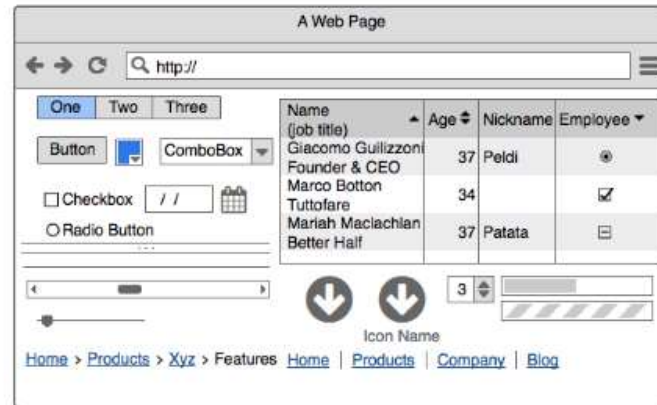 A Web Page
http://
One Two Three
Button ComboBox
Checkbox / /
Radio Button
Name (job title) Age Nickname Employee
Giacomo Guilizzoni 37 Peldi
Founder & CEO
Marco Botton 34
Tuttofare
Mariah Maclachlan 37 Patata
Better Half
3
Icon Name
Home > Products > Xyz > Features
Home | Products | Company | Blog